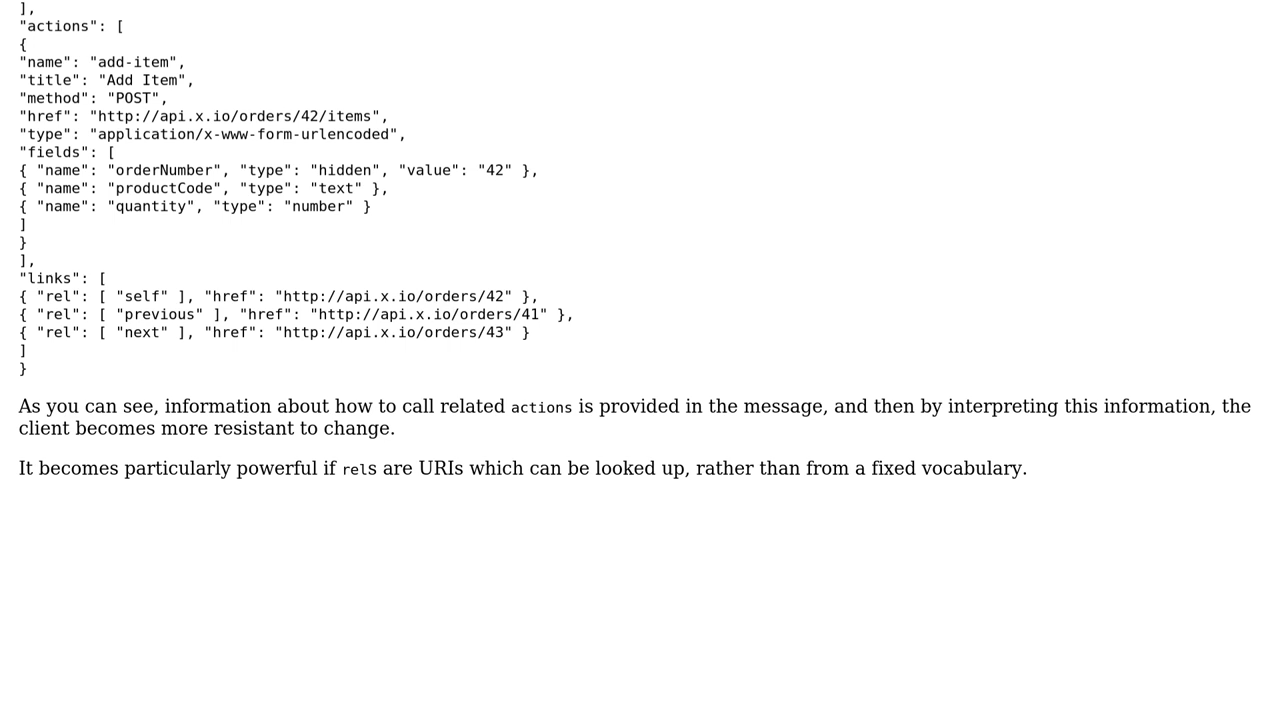 ],
"actions": [
{
"name": "add-item",
"title": "Add Item",
"method": "POST",
"href": "http://api.x.io/orders/42/items",
"type": "application/x-www-form-urlencoded",
"fields": [
{ "name": "orderNumber", "type": "hidden", "value": "42" },
{ "name": "productCode", "type": "text" },
{ "name": "quantity", "type": "number" }
]
}
],
"links": [
{ "rel": [ "self" ], "href": "http://api.x.io/orders/42" },
{ "rel": [ "previous" ], "href": "http://api.x.io/orders/41" },
{ "rel": [ "next" ], "href": "http://api.x.io/orders/43" }
]
}
As you can see, information about how to call related actions is provided in the message, and then by interpreting this information, the
client becomes more resistant to change.
It becomes particularly powerful if rels are URIs which can be looked up, rather than from a fixed vocabulary.